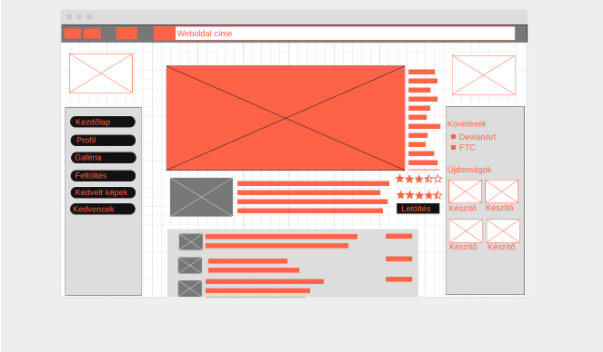 Weboldal címe
Kezdőlap
Profil
Galéria
Feltöltés
Kedvelt képek
Kedvencek
Letöltés
Követések
DevianArt
FTC
Újdonságok
Készítő
Készítő
Készítő
Készítő